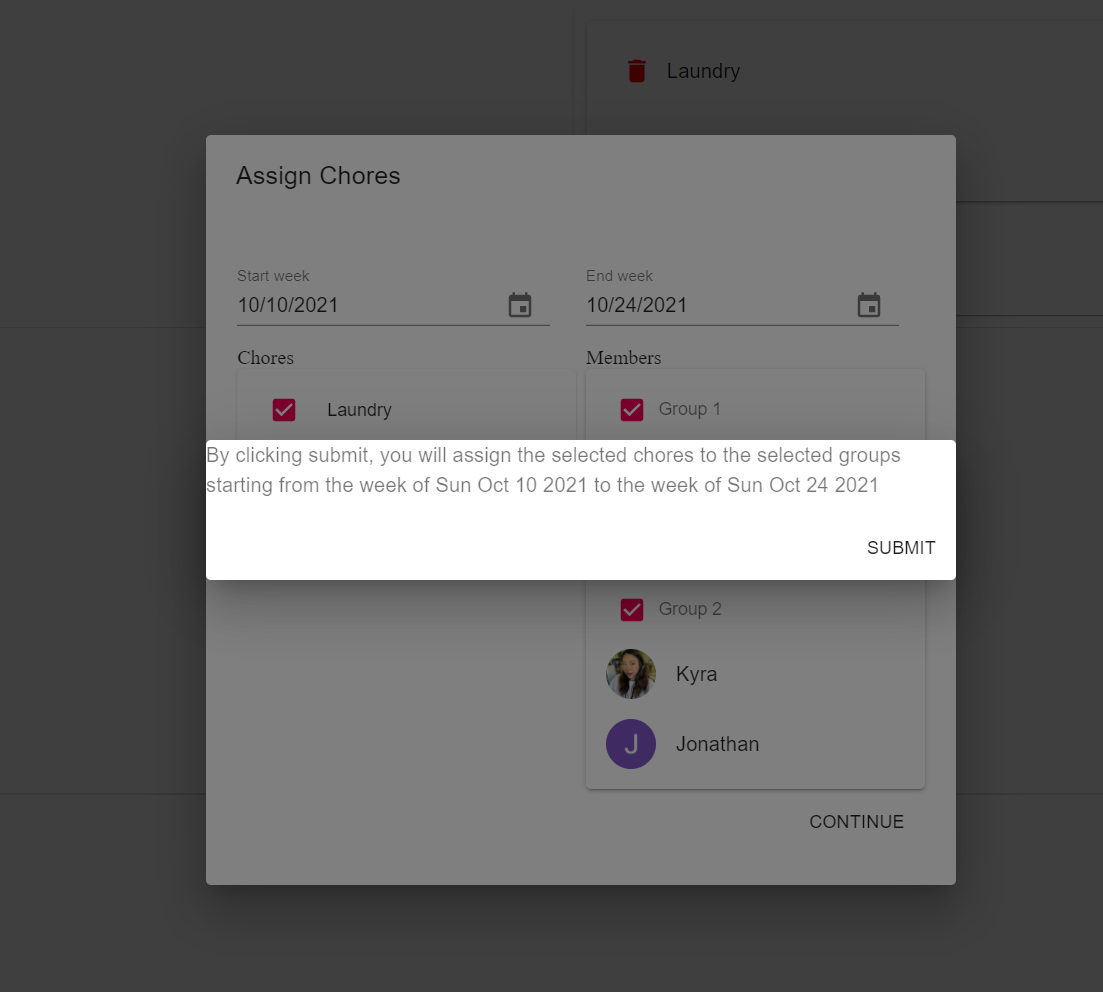 Laundry
Assign Chores
Start week
End week
10/10/2021
10/24/2021
Chores
Members
Laundry
Group 1
By clicking submit, you will assign the selected chores to the selected groups
starting from the week of Sun Oct 10 2021 to the week of Sun Oct 24 2021
SUBMIT
Group 2
Kyra
J
Jonathan
CONTINUE